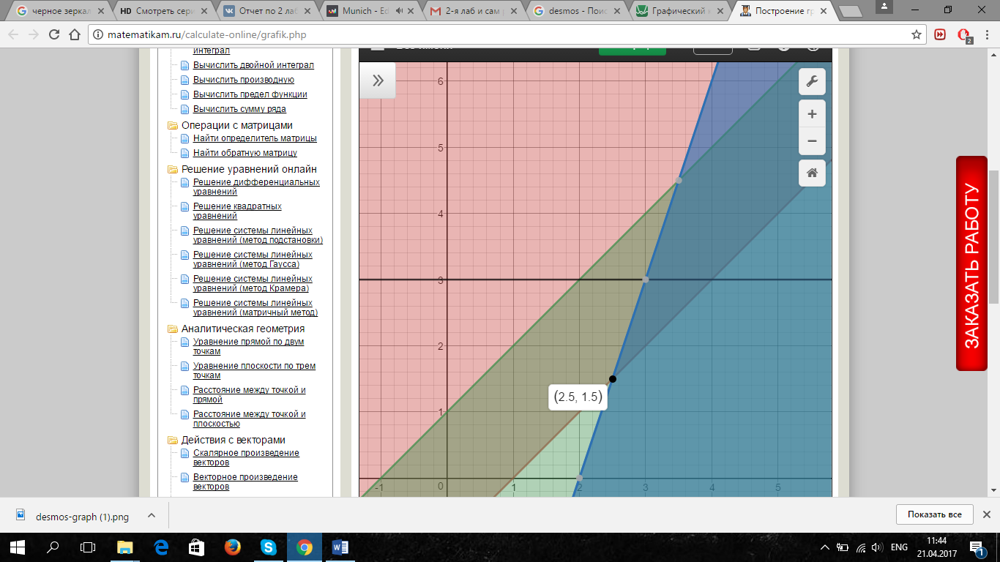 черное зеркал
HD Смотреть сери
Отчет по 2 лаб
Munich - Ed
2-я лаб и сам р
desmos - Поис
Графический к
Построение гр
matematikam.ru/calculate-online/grafik.php
2
интеграл
Вычислить двойной интеграл
Вычислить производную
Вычислить предел функции
Вычислить сумму ряда
Операции с матрицами
Найти определитель матрицы
Найти обратную матрицу
Решение уравнений онлайн
Решение дифференциальных
уравнений
Решение квадратных
уравнений
Решение системы линейных
уравнений (метод подстановки)
Решение системы линейных
уравнений (метод Гаусса)
Решение системы линейных
уравнений (метод Крамера)
Решение системы линейных
уравнений (матричный метод)
Аналитическая геометрия
Уравнение прямой по двум
точкам
Уравнение плоскости по трем
точкам
Расстояние между точкой и
прямой
Расстояние между точкой и
плоскостью
Действия с векторами
Скалярное произведение
векторов
Векторное произведение
векторов
6
5
4
3
2
1
(2.5, 1.5)
-1 0 1 2 3 4 5
ЗАКАЗАТЬ РАБОТУ
desmos-graph (1).png
Показать все
ENG
11:44
21.04.2017
1